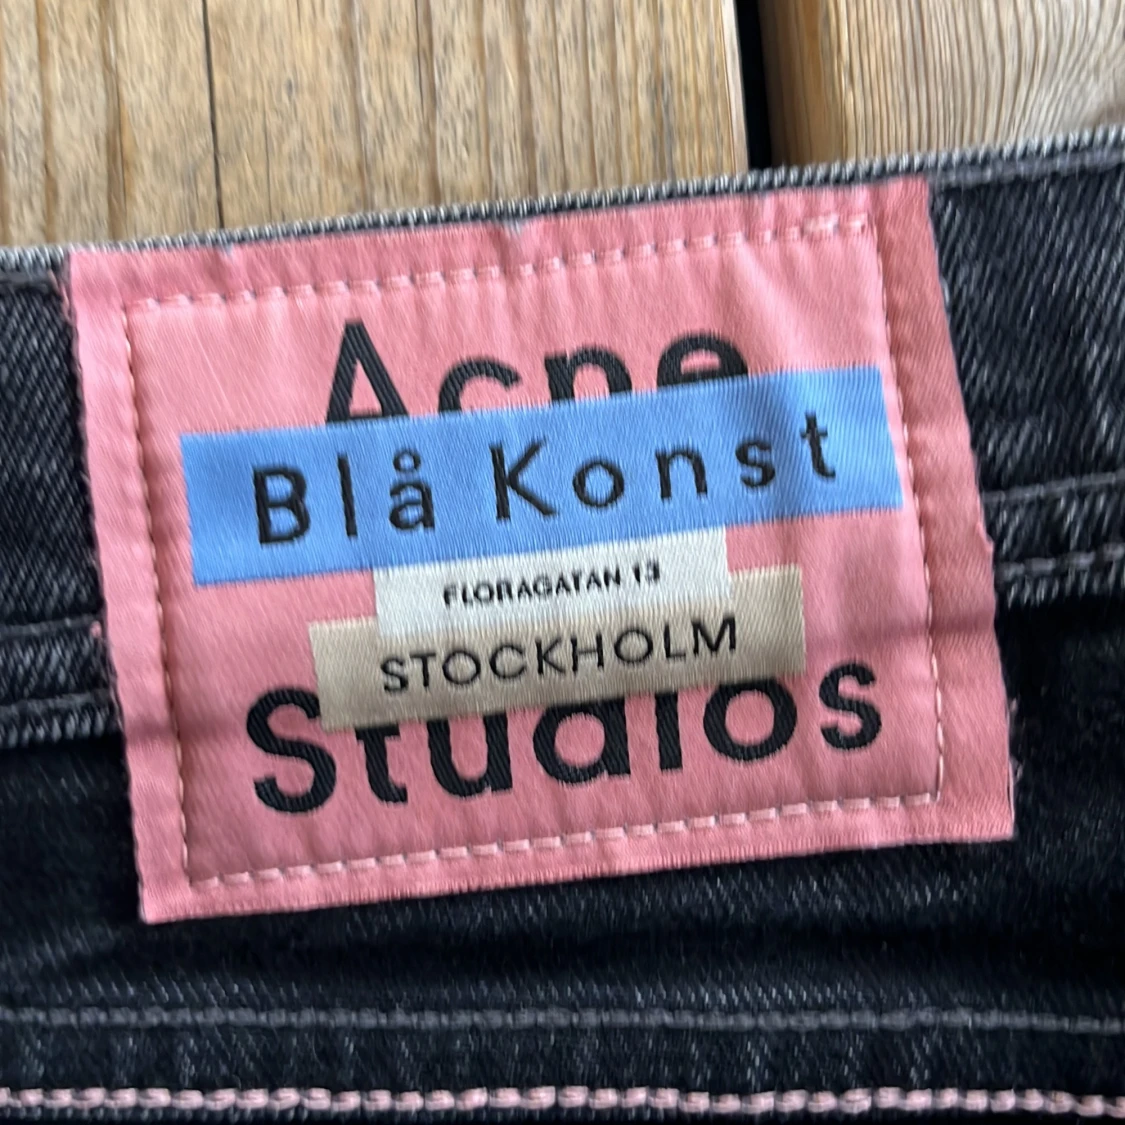 Acne
Blå Konst
FLORAGATAN 13
STOCKHOLM
Studios